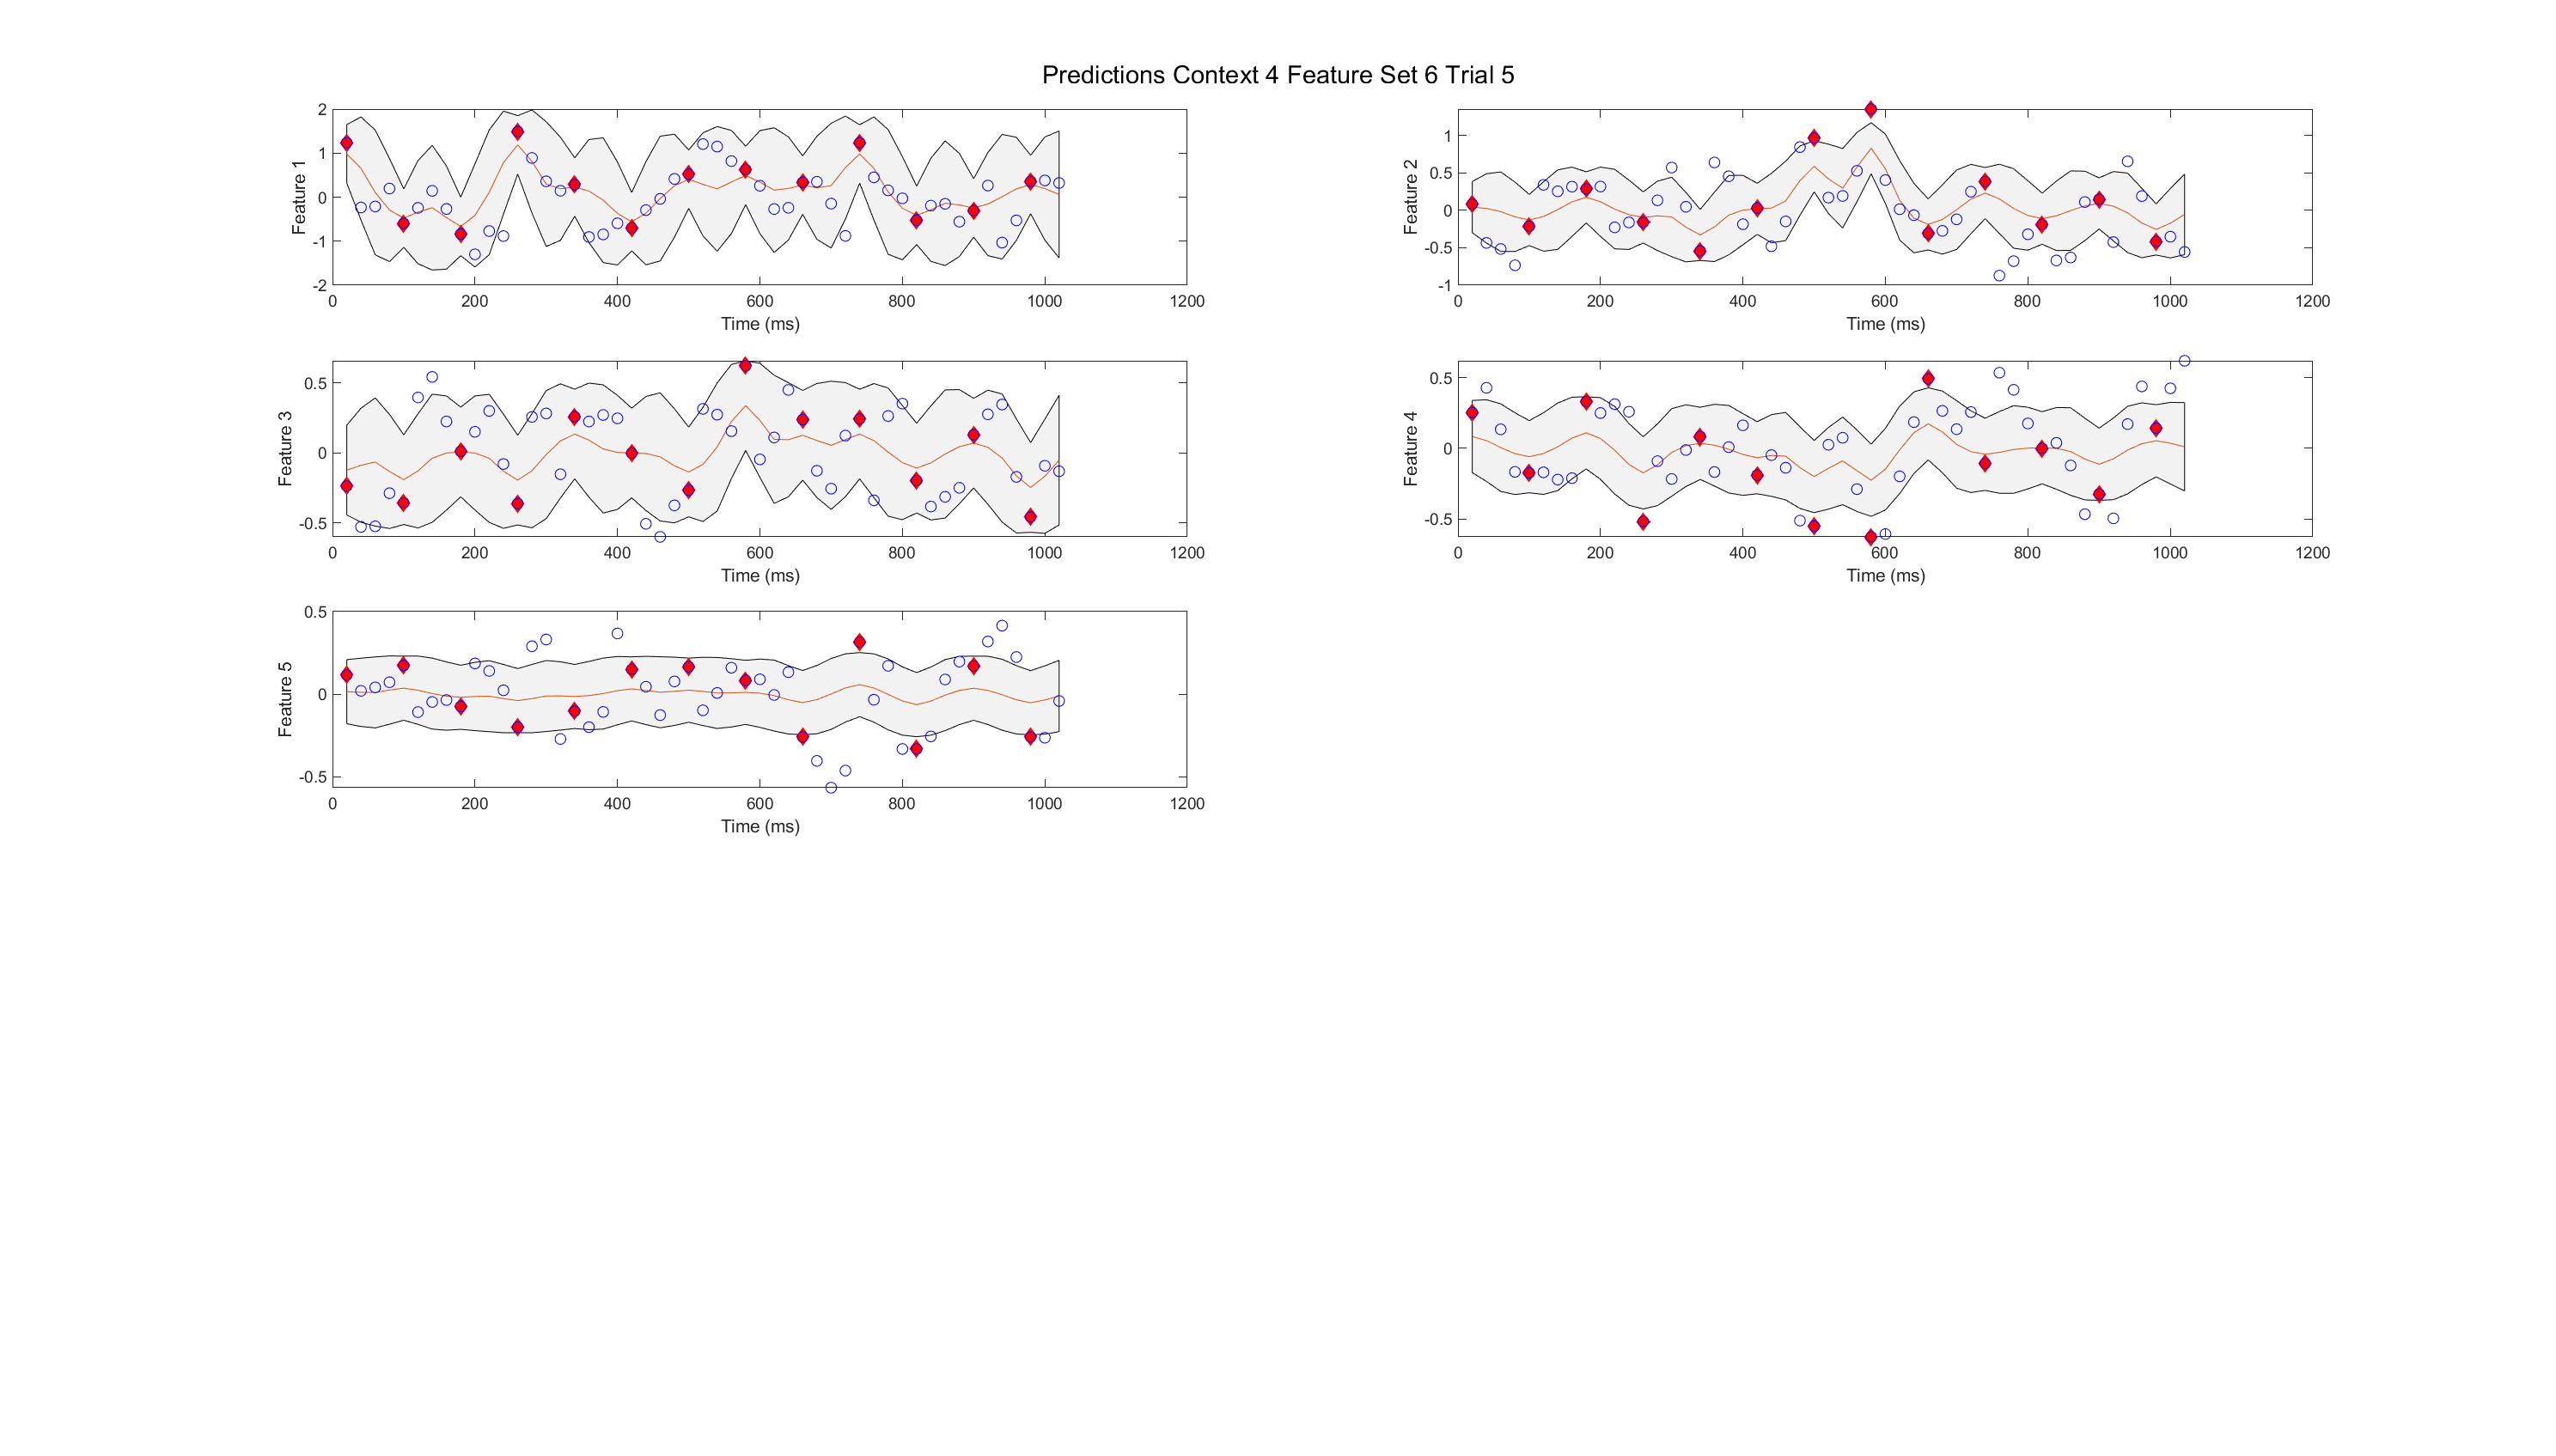 Predictions Context 4 Feature Set 6 Trial 5
2
1
0
-1
-2
Feature 1
0 200 400 600 800 1000 1200
Time (ms)
1
0.5
0
-0.5
-1
Feature 2
0 200 400 600 800 1000 1200
Time (ms)
0.5
0
-0.5
Feature 3
0 200 400 600 800 1000 1200
Time (ms)
0.5
0
-0.5
Feature 4
0 200 400 600 800 1000 1200
Time (ms)
0.5
0
-0.5
Feature 5
0 200 400 600 800 1000 1200
Time (ms)